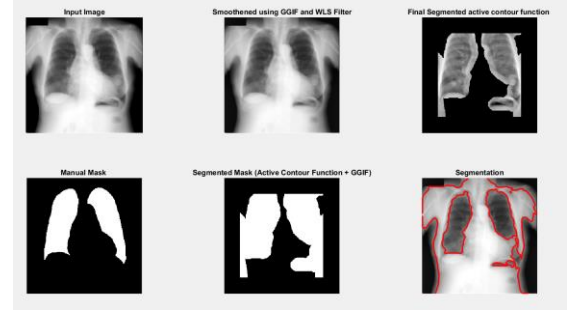 Input Image
Smoothened using GGIF and WLS Filter
Final Segmented active contour function
Manual Mask
Segmented Mask (Active Contour Function + GGIF)
Segmentation